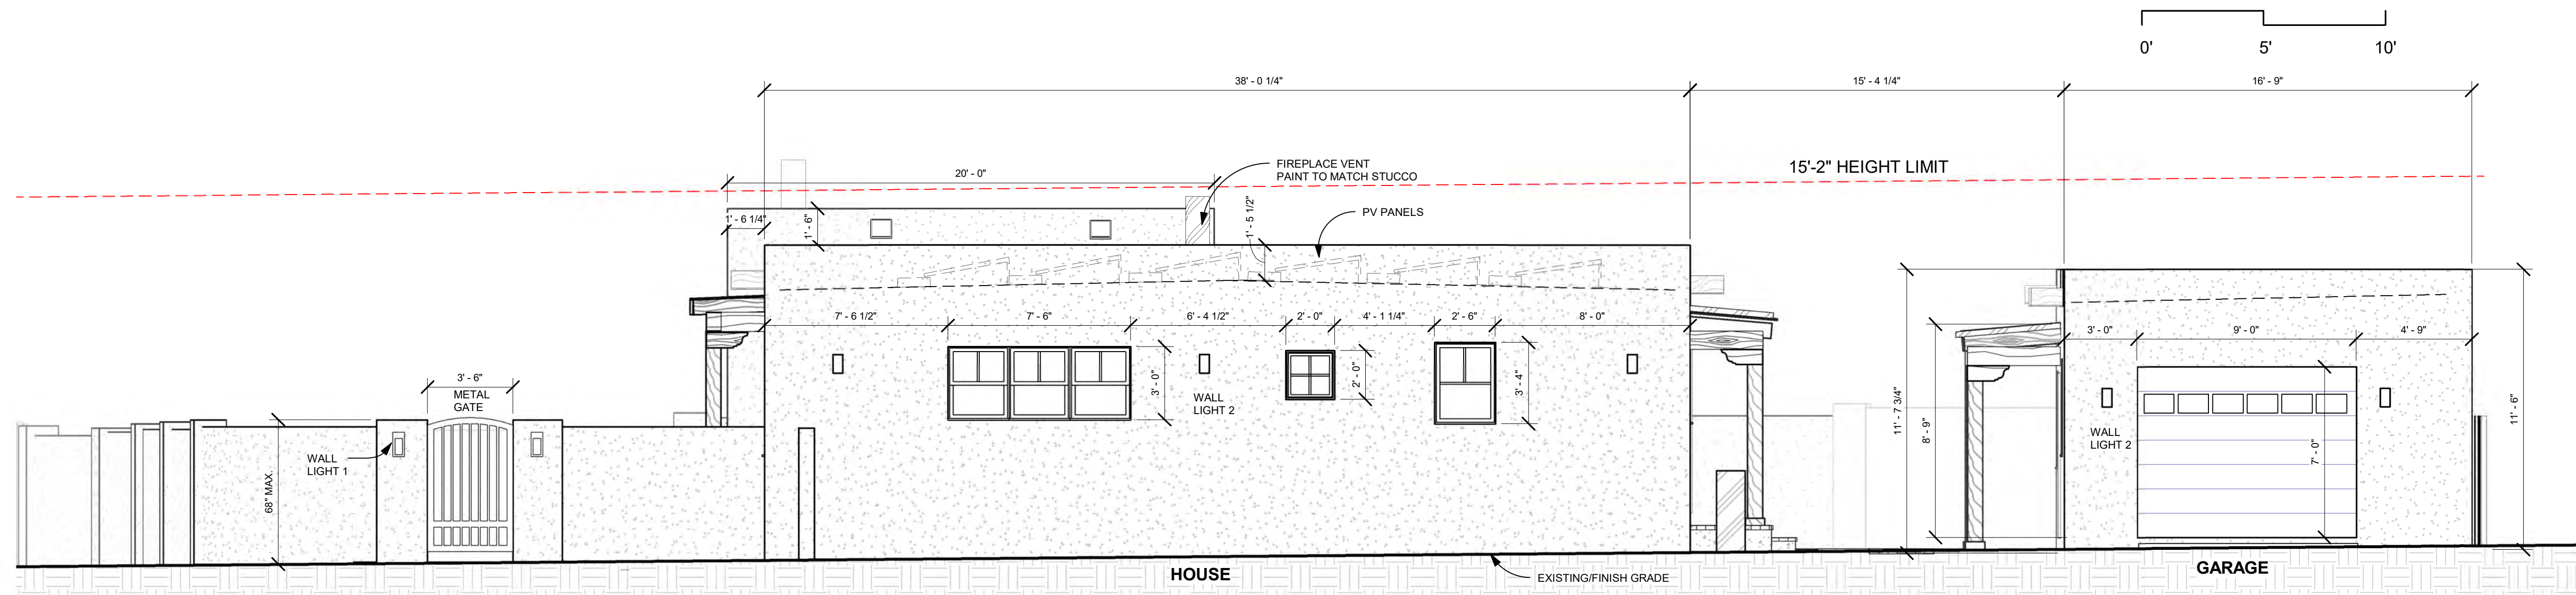 0' 5' 10'
38' - 0 1/4"
15' - 4 1/4"
16' - 9"
15'-2" HEIGHT LIMIT
FIREPLACE VENT
PAINT TO MATCH STUCCO
20' - 0"
PV PANELS
1' - 6 1/4"
1' - 6"
1' - 5 1/2"
7' - 6 1/2"
7' - 6"
6' - 4 1/2"
2' - 0"
4' - 1 1/4"
2' - 6"
8' - 0"
3' - 0"
9' - 0"
4' - 9"
3' - 6"
METAL
GATE
3' - 0"
2' - 0"
3' - 4"
WALL
LIGHT 2
11' - 7 3/4"
8' - 9"
11' - 6"
WALL
LIGHT 2
7' - 0"
WALL
LIGHT 1
68" MAX.
HOUSE
EXISTING/FINISH GRADE
GARAGE